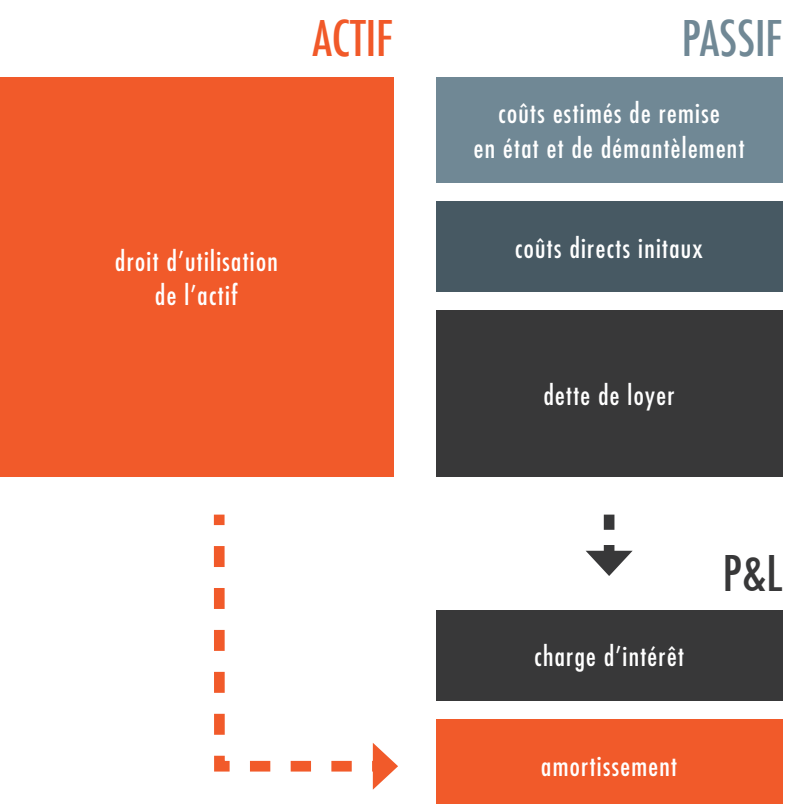 ACTIF
PASSIF
droit d’utilisation
de l’actif
coûts estimés de remise
en état et de démantèlement
coûts directs initaux
dette de loyer
P&L
charge d’intérêt
amortissement